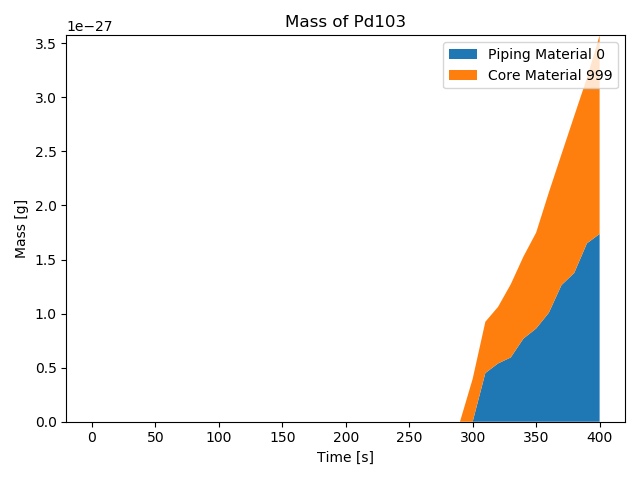 Mass of Pd103
1e−27
Piping Material 0
Core Material 999
Mass [g]
3.5
3.0
2.5
2.0
1.5
1.0
0.5
0.0
0 50 100 150 200 250 300 350 400
Time [s]